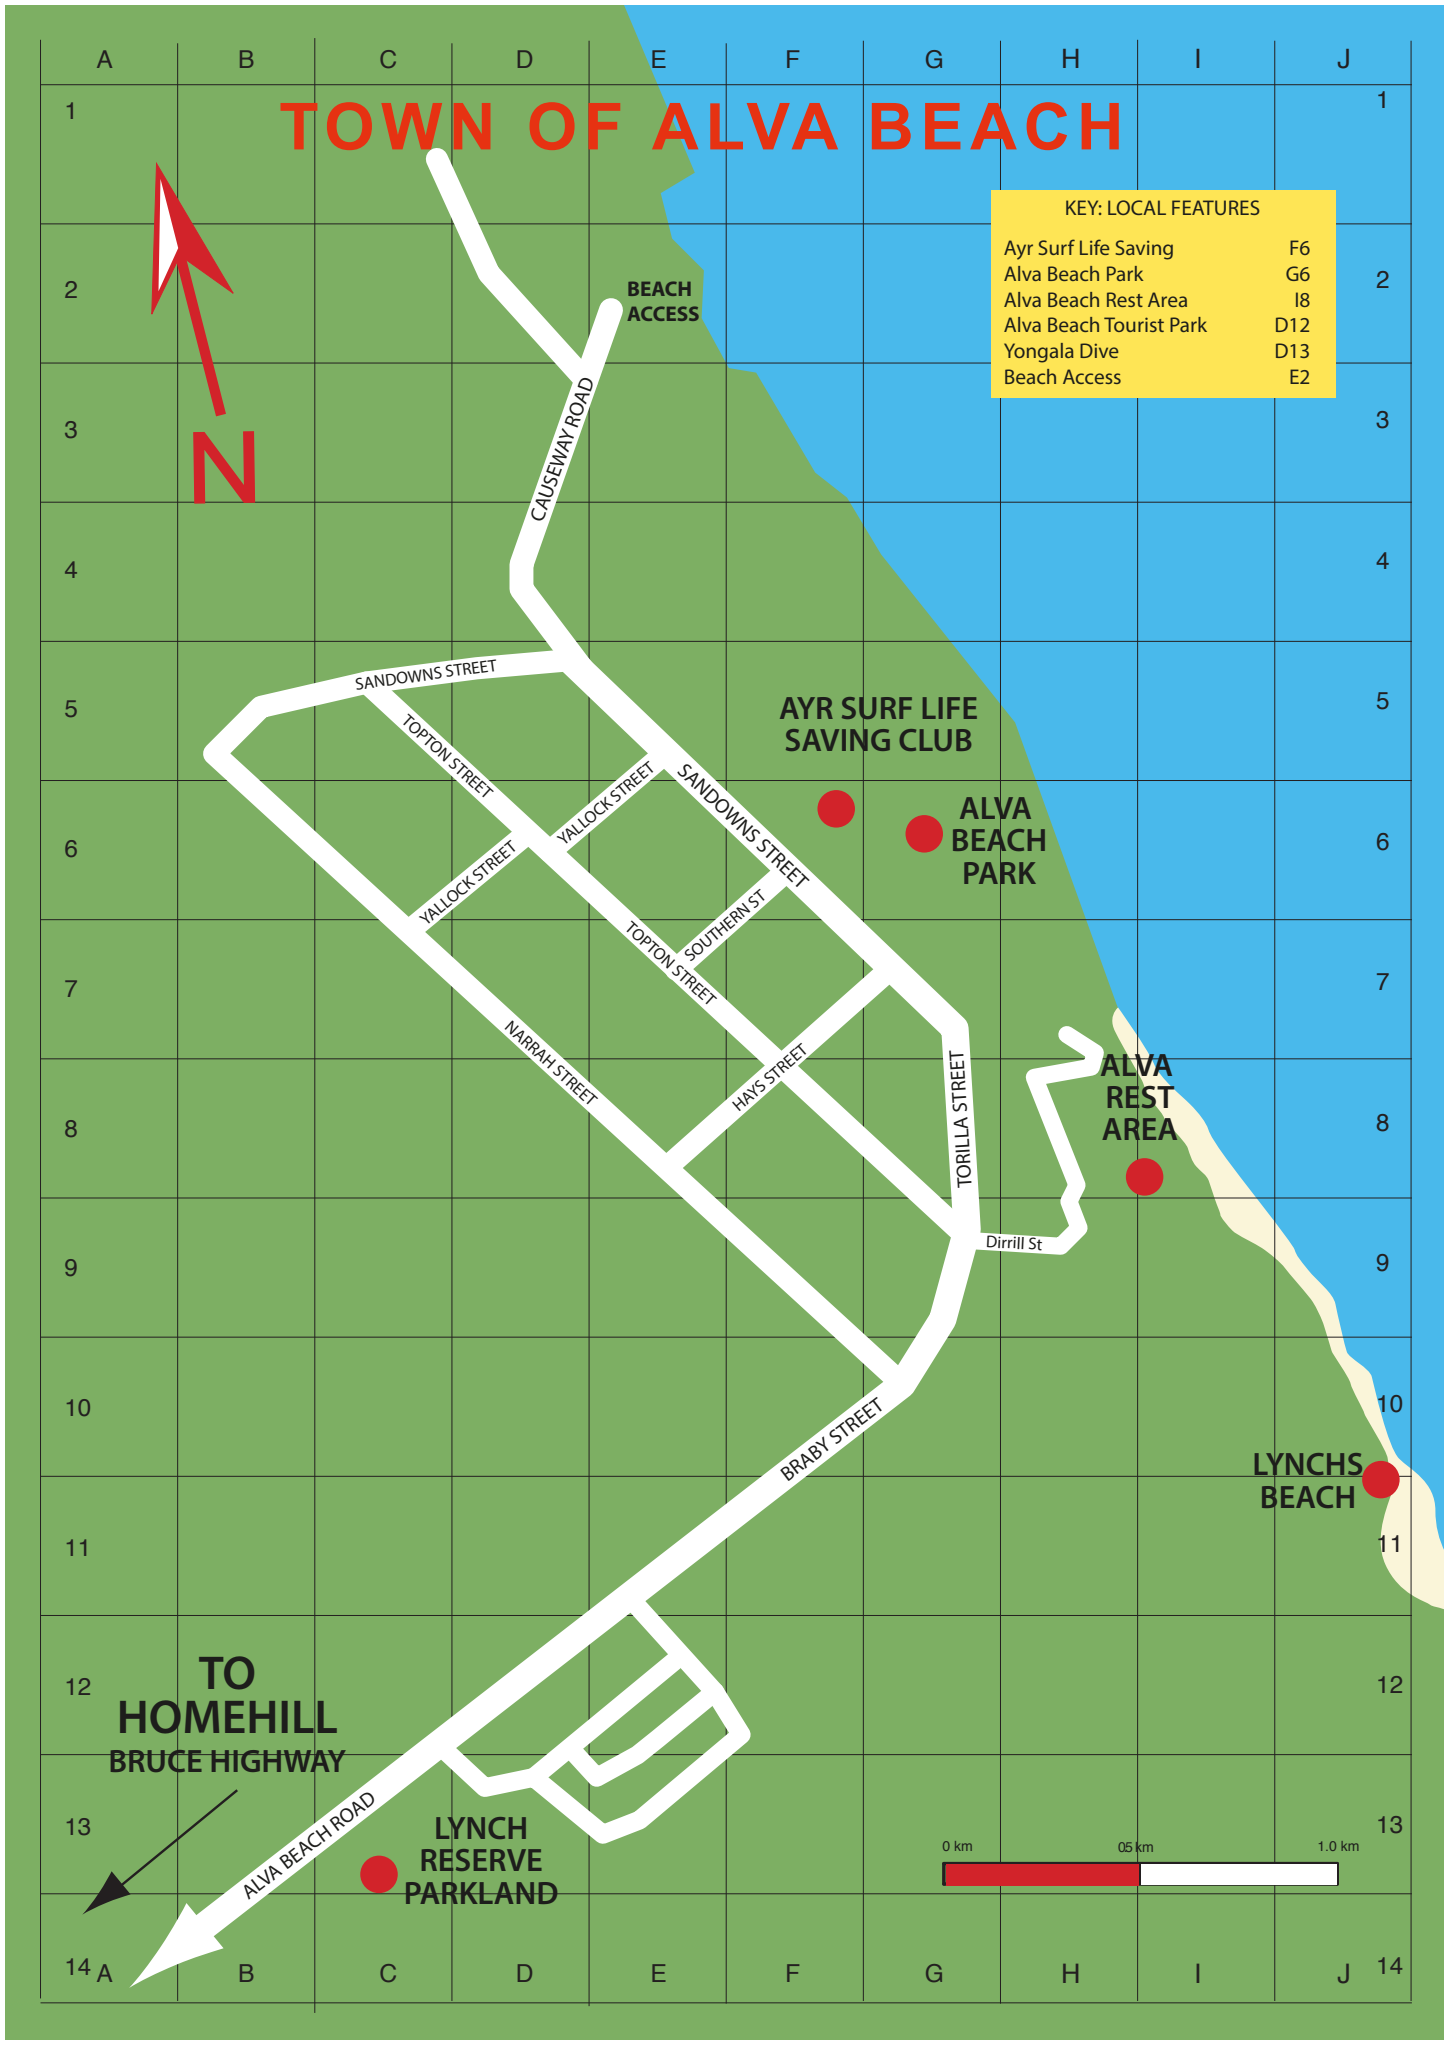 A B C D E F G H I J
1 1
TOWN OF ALVA BEACH
KEY: LOCAL FEATURES
Ayr Surf Life Saving F6
Alva Beach Park G6
Alva Beach Rest Area I8
Alva Beach Tourist Park D12
Yongala Dive D13
Beach Access E2
2 2
BEACH
ACCESS
3 3
N
CAUSEWAY ROAD
4 4
SANDOWNS STREET
5 5
AYR SURF LIFE
SAVING CLUB
TOPTON STREET
YALLOCK STREET
SANDOWNS STREET
ALVA
BEACH
PARK
6 6
YALLOCK STREET
SOUTHERN ST
TOPTON STREET
7 7
NARRAH STREET
HAYS STREET
TORILLA STREET
ALVA
REST
AREA
8 8
Dirrill St
9 9
10 10
BRABY STREET
LYNCHS
BEACH
11 11
TO
HOMEHILL
BRUCE HIGHWAY
12 12
ALVA BEACH ROAD
13 13
LYNCH
RESERVE
PARKLAND
0 km 05 km 1.0 km
14 14
A B C D E F G H I J